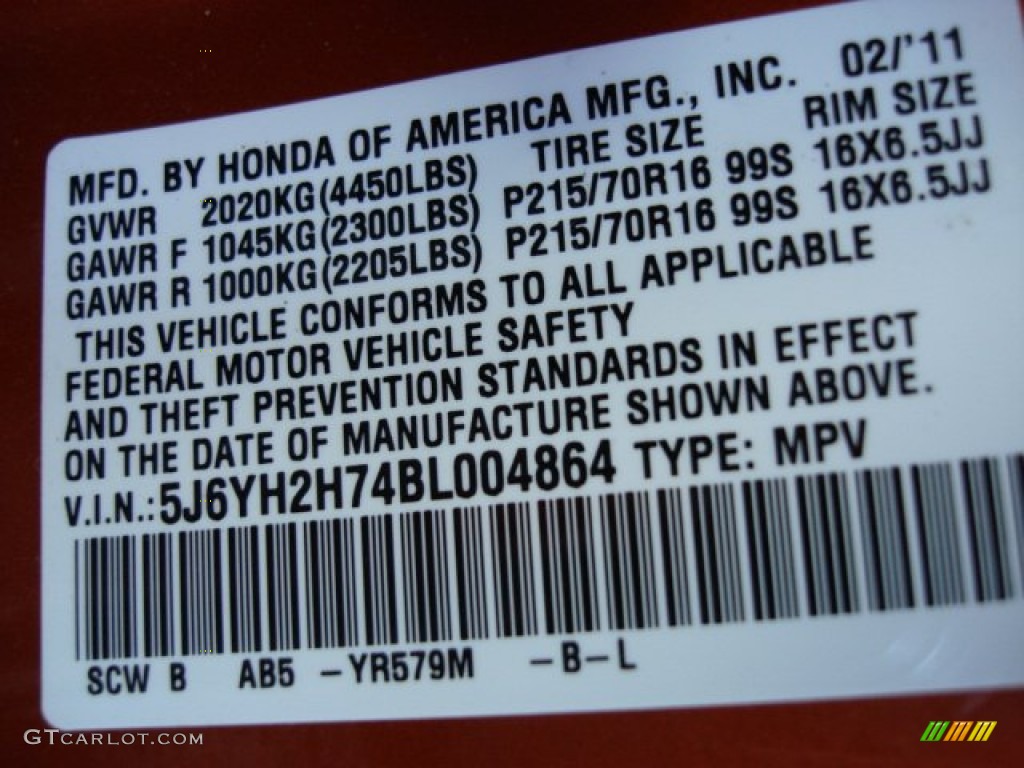 MFD. BY HONDA OF AMERICA MFG., INC. 02/'11
GVWR 2020KG(4450LBS) TIRE SIZE RIM SIZE
GAWR F 1045KG(2300LBS) P215/70R16 99S 16X6.5JJ
GAWR R 1000KG(2205LBS) P215/70R16 99S 16X6.5JJ
THIS VEHICLE CONFORMS TO ALL APPLICABLE
FEDERAL MOTOR VEHICLE SAFETY
AND THEFT PREVENTION STANDARDS IN EFFECT
ON THE DATE OF MANUFACTURE SHOWN ABOVE.
V.I.N.:5J6YH2H74BL004864 TYPE: MPV
SCW B AB5 -YR579M -B-L
GTCARLOT.COM